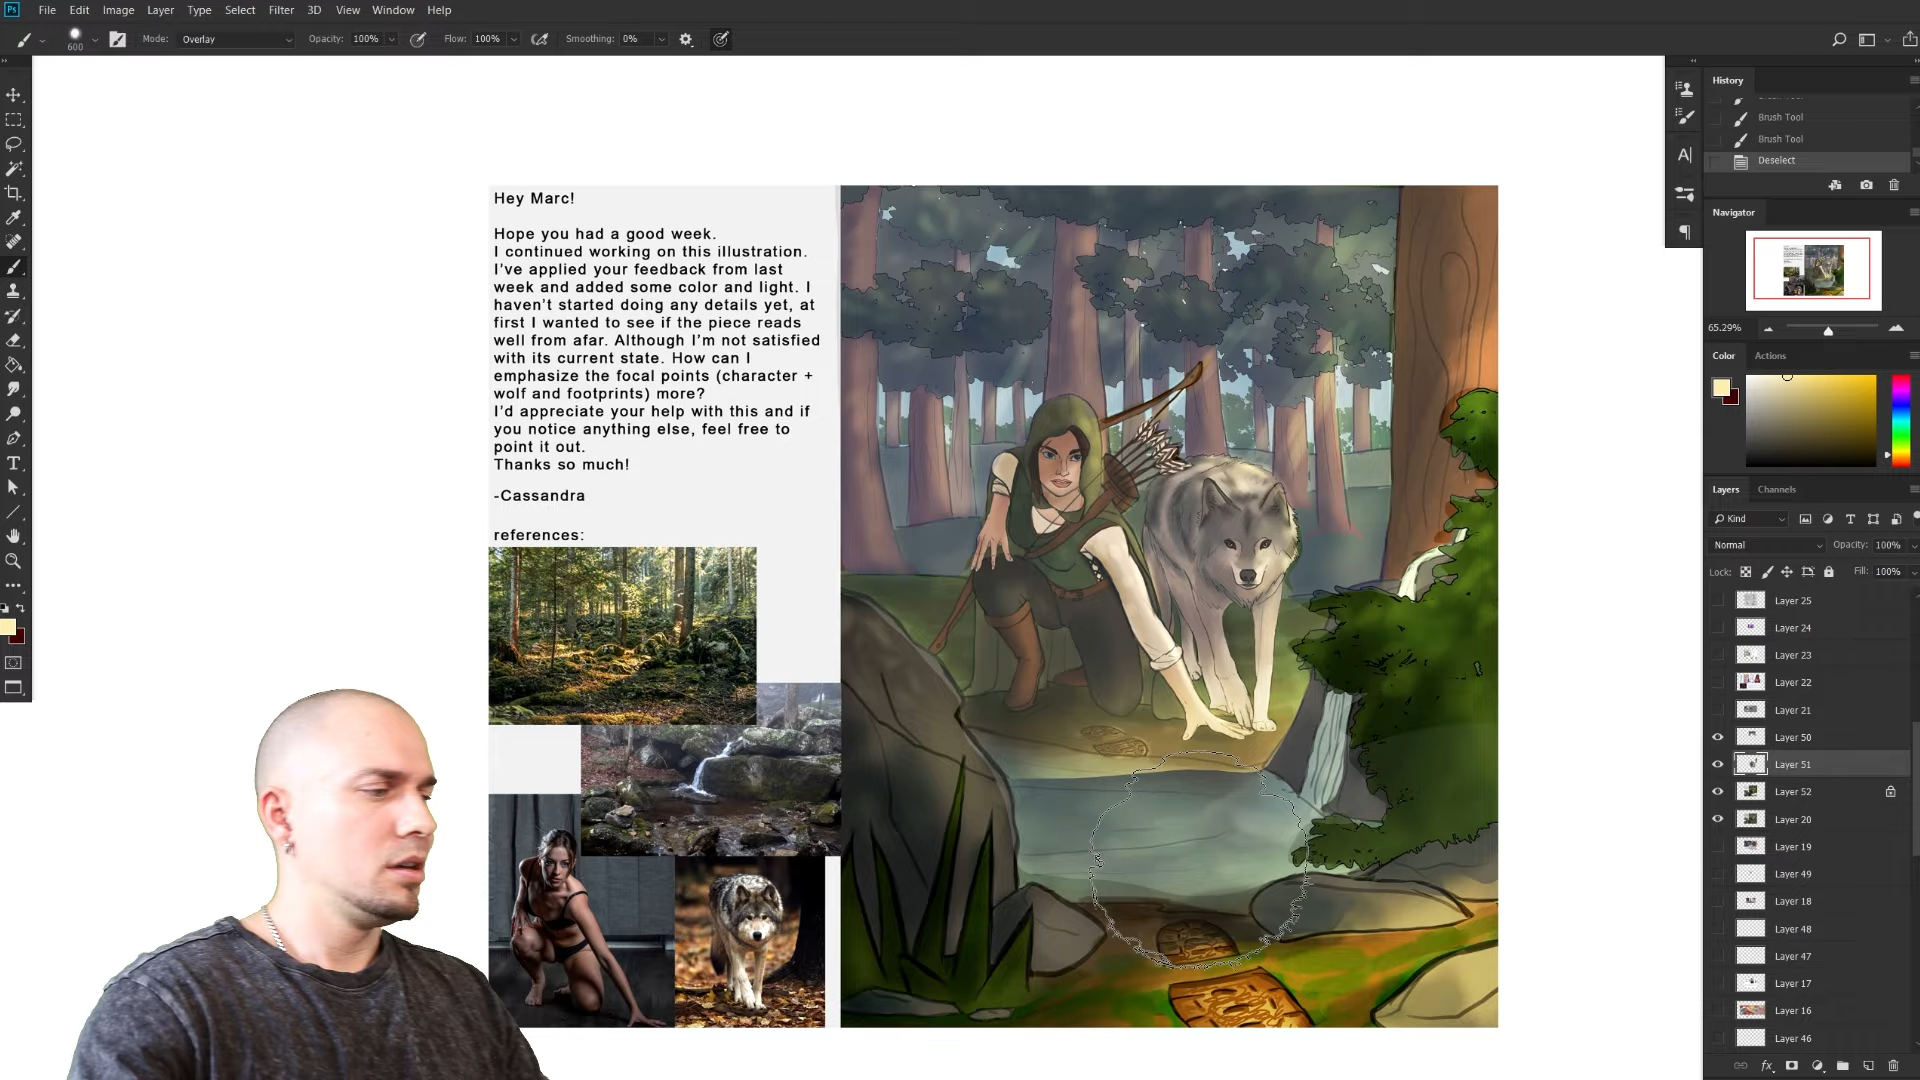 Ps File Edit Image Layer Type Select Filter 3D View Window Help
600 Mode: Overlay Opacity: 100% Flow: 100% Smoothing: 0%
Hey Marc!
Hope you had a good week.
I continued working on this illustration.
I've applied your feedback from last
week and added some color and light. I
haven't started doing any details yet, at
first I wanted to see if the piece reads
well from afar. Although I'm not satisfied
with its current state. How can I
emphasize the focal points (character +
wolf and footprints) more?
I'd appreciate your help with this and if
you notice anything else, feel free to
point it out.
Thanks so much!
-Cassandra
references:
History
Brush Tool
Brush Tool
Deselect
Navigator
65.29%
Color Actions
Layers Channels
Kind
Normal Opacity: 100%
Lock: Fill: 100%
Layer 25
Layer 24
Layer 23
Layer 22
Layer 21
Layer 50
Layer 51
Layer 52
Layer 20
Layer 19
Layer 49
Layer 18
Layer 48
Layer 47
Layer 17
Layer 16
Layer 46
fx